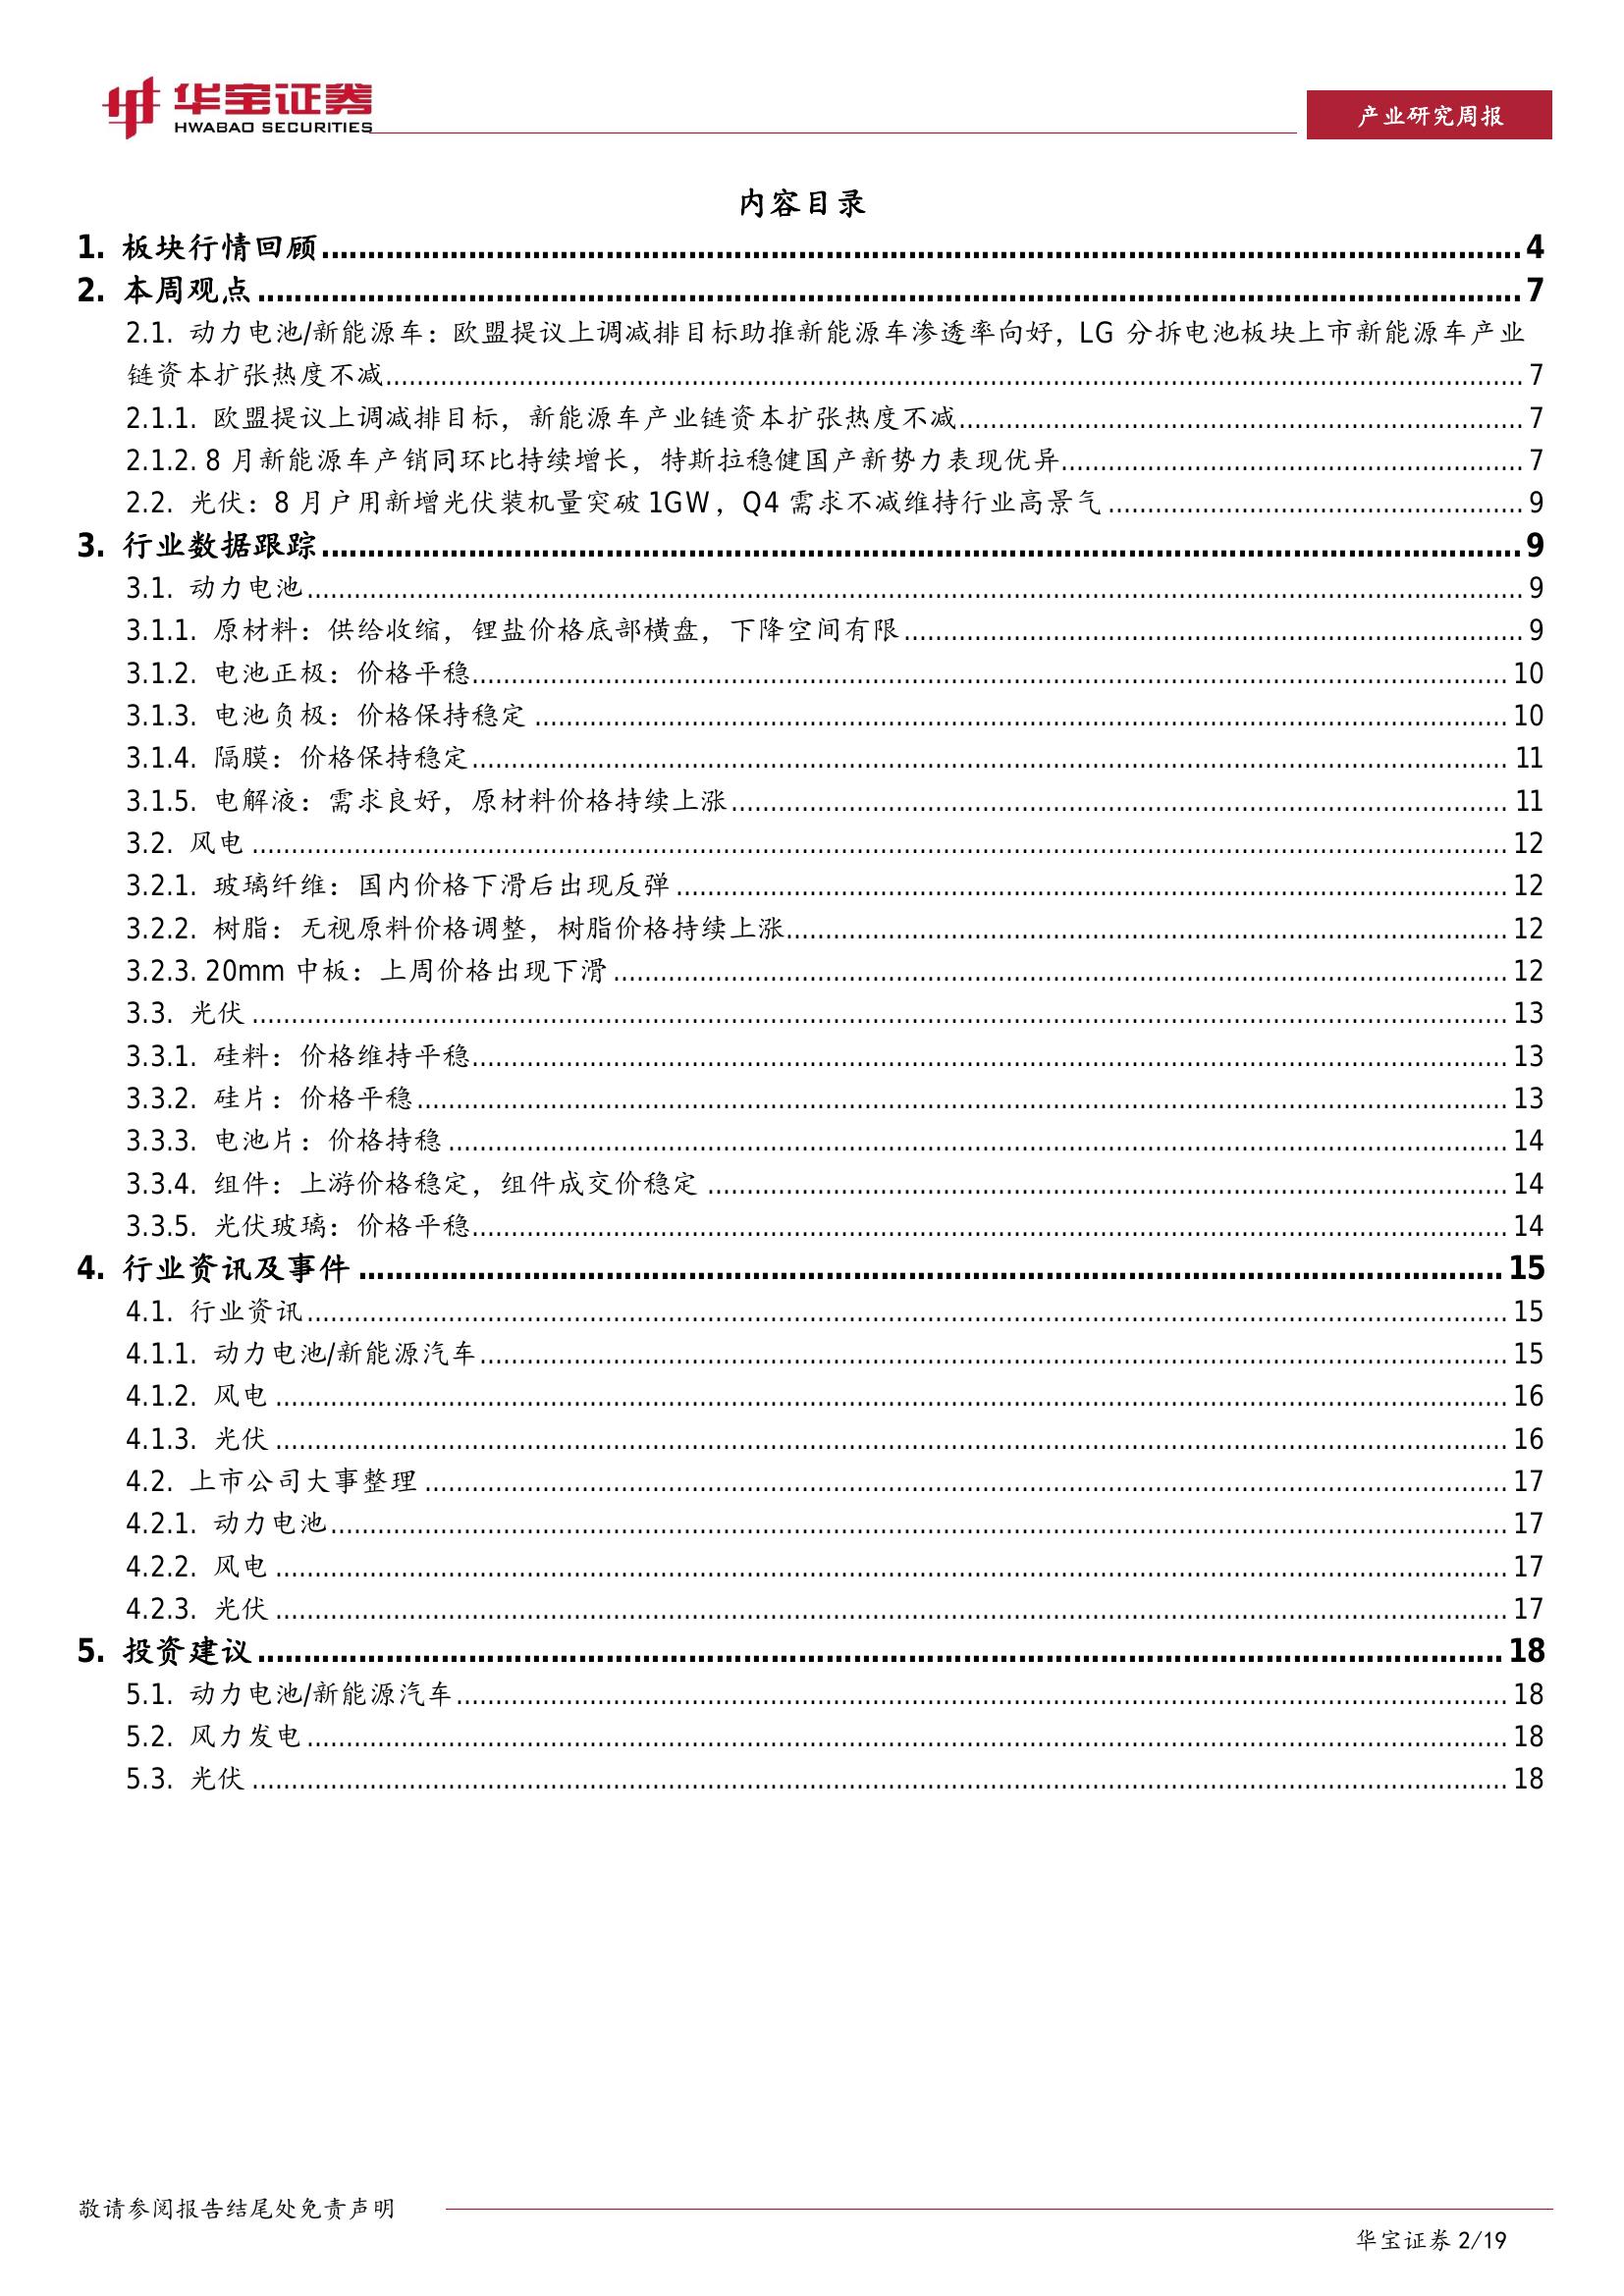 华宝证券
HWABAO SECURITIES
产业研究周报
内容目录
1. 板块行情回顾........................................4
2. 本周观点........................................7
2.1. 动力电池/新能源车：欧盟提议上调减排目标助推新能源车渗透率向好，LG 分拆电池板块上市新能源车产业
链资本扩张热度不减........................................7
2.1.1. 欧盟提议上调减排目标，新能源车产业链资本扩张热度不减........................................7
2.1.2. 8 月新能源车产销同环比持续增长，特斯拉稳健国产新势力表现优异........................................7
2.2. 光伏：8 月户用新增光伏装机量突破 1GW，Q4 需求不减维持行业高景气........................................9
3. 行业数据跟踪........................................9
3.1. 动力电池........................................9
3.1.1. 原材料：供给收缩，锂盐价格底部横盘，下降空间有限........................................9
3.1.2. 电池正极：价格平稳........................................10
3.1.3. 电池负极：价格保持稳定........................................10
3.1.4. 隔膜：价格保持稳定........................................11
3.1.5. 电解液：需求良好，原材料价格持续上涨........................................11
3.2. 风电........................................12
3.2.1. 玻璃纤维：国内价格下滑后出现反弹........................................12
3.2.2. 树脂：无视原料价格调整，树脂价格持续上涨........................................12
3.2.3. 20mm 中板：上周价格出现下滑........................................12
3.3. 光伏........................................13
3.3.1. 硅料：价格维持平稳........................................13
3.3.2. 硅片：价格平稳........................................13
3.3.3. 电池片：价格持稳........................................14
3.3.4. 组件：上游价格稳定，组件成交价稳定........................................14
3.3.5. 光伏玻璃：价格平稳........................................14
4. 行业资讯及事件........................................15
4.1. 行业资讯........................................15
4.1.1. 动力电池/新能源汽车........................................15
4.1.2. 风电........................................16
4.1.3. 光伏........................................16
4.2. 上市公司大事整理........................................17
4.2.1. 动力电池........................................17
4.2.2. 风电........................................17
4.2.3. 光伏........................................17
5. 投资建议........................................18
5.1. 动力电池/新能源汽车........................................18
5.2. 风力发电........................................18
5.3. 光伏........................................18
敬请参阅报告结尾处免责声明
华宝证券 2/19